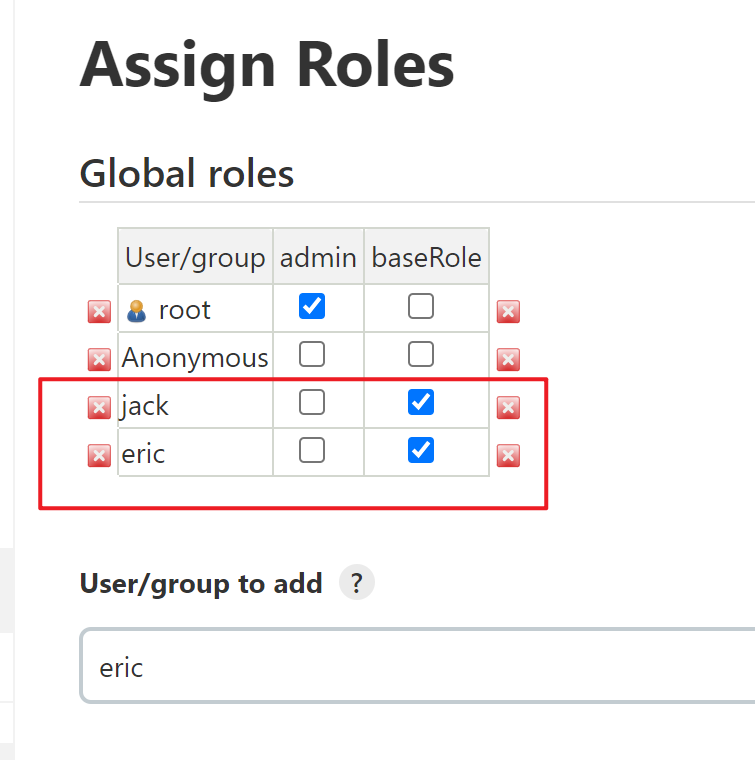 Assign Roles
Global roles
User/group admin baseRole
root
Anonymous
jack
eric
User/group to add ?
eric